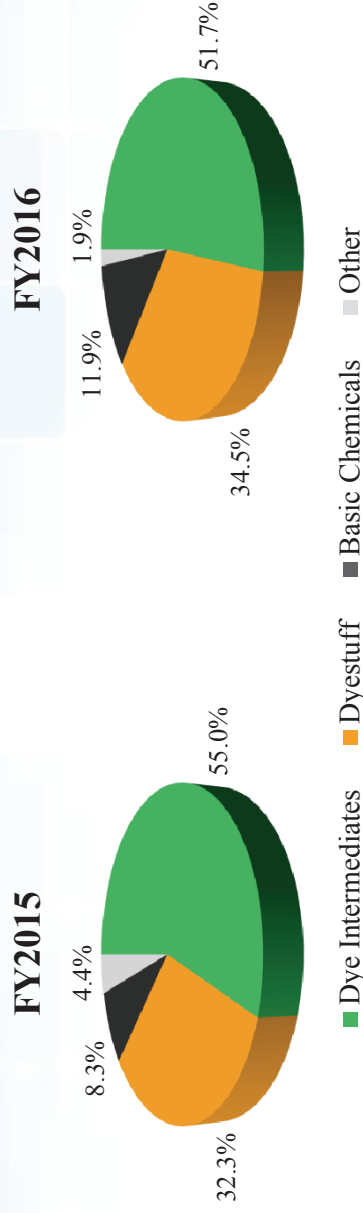 FY2015
4.4%
8.3%
55.0%
32.3%
FY2016
1.9%
11.9%
51.7%
34.5%
Dye Intermediates Dyestuff Basic Chemicals Other